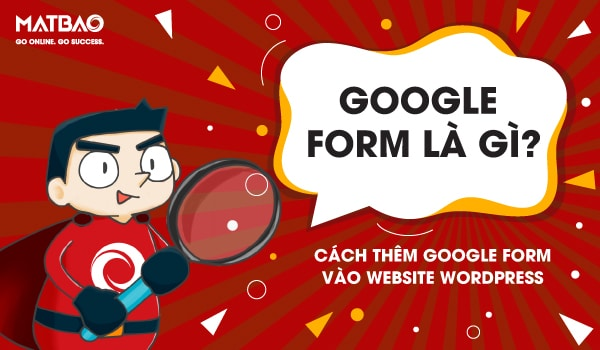 MATBAO
GO ONLINE. GO SUCCESS.
GOOGLE
FORM LÀ GÌ?
CÁCH THÊM GOOGLE FORM
VÀO WEBSITE WORDPRESS